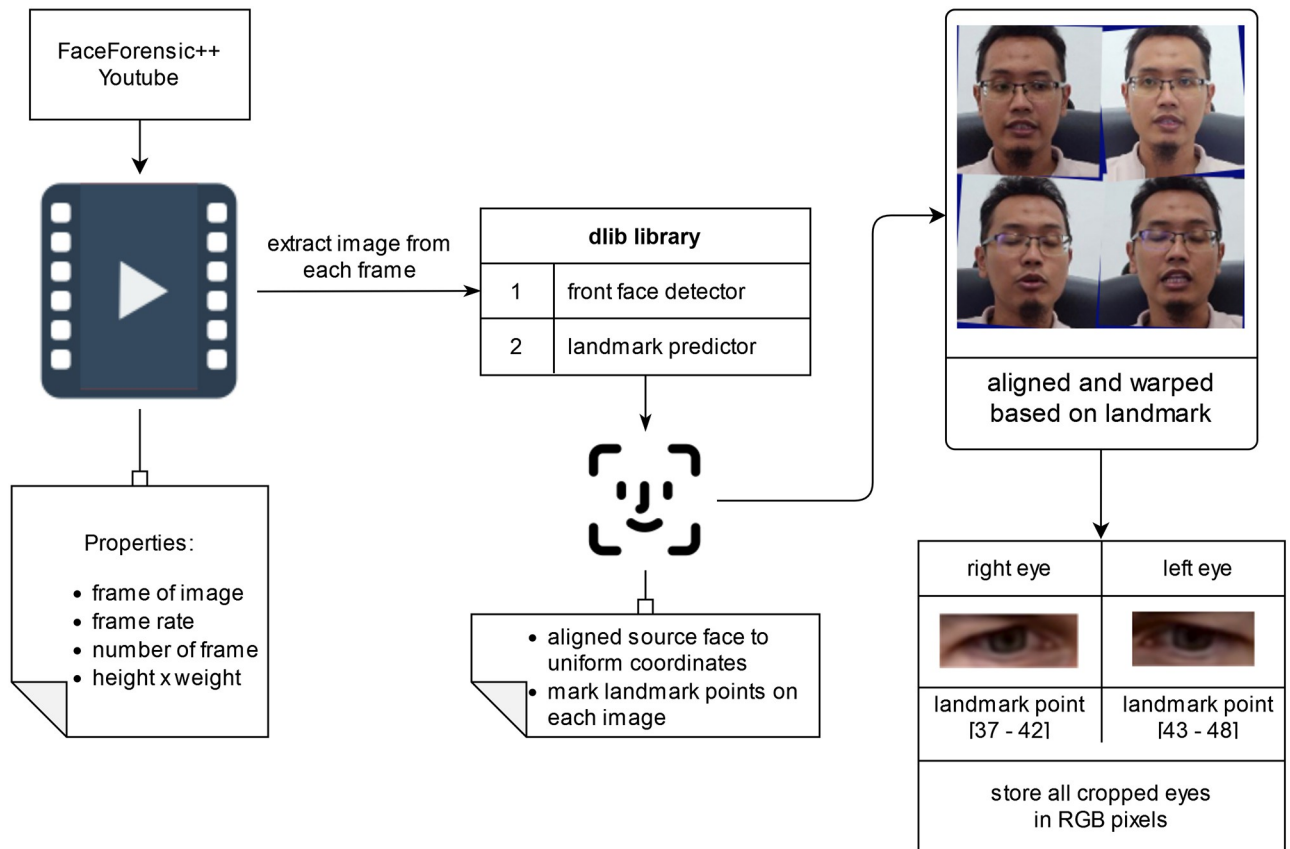 FaceForensic++
Youtube
extract image from
each frame
dlib library
1 front face detector
2 landmark predictor
Properties:
• frame of image
• frame rate
• number of frame
• height x weight
• aligned source face to
uniform coordinates
• mark landmark points on
each image
aligned and warped
based on landmark
right eye left eye
landmark point landmark point
[37 - 42] [43 - 48]
store all cropped eyes
in RGB pixels